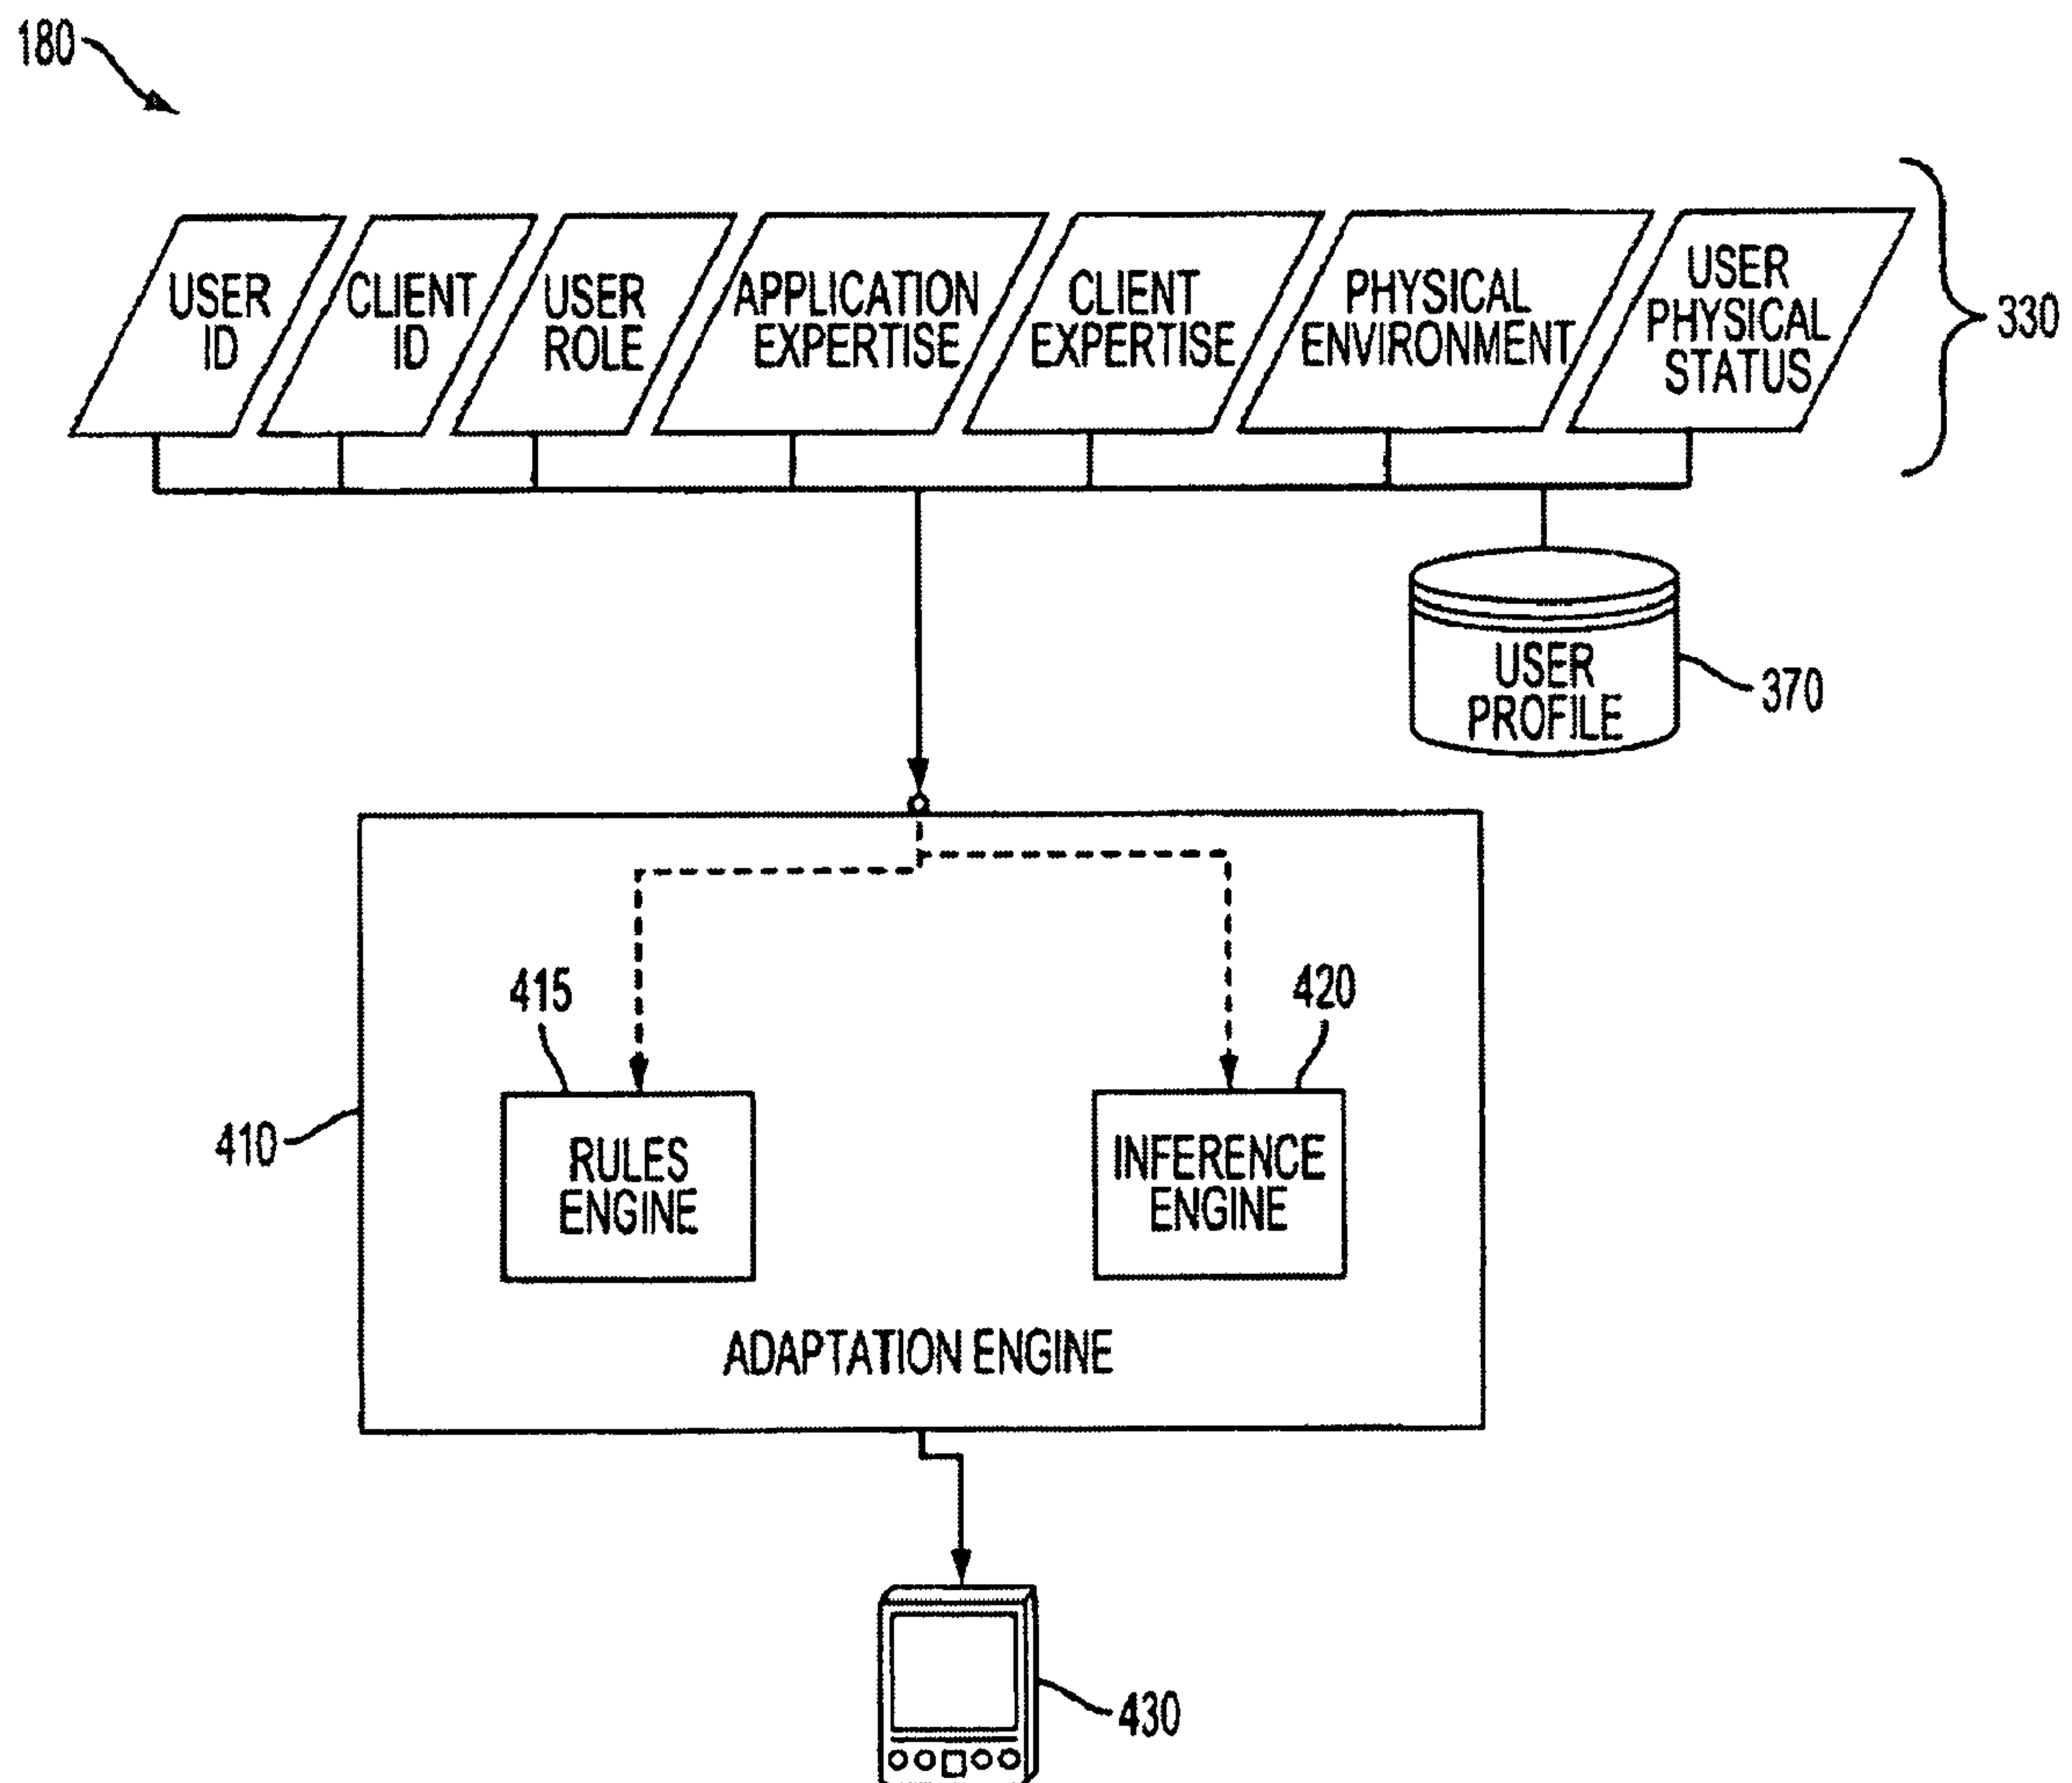 180
USER
ID
CLIENT
ID
USER
ROLE
APPLICATION
EXPERTISE
CLIENT
EXPERTISE
PHYSICAL
ENVIRONMENT
USER
PHYSICAL
STATUS
330
USER
PROFILE
370
415
420
410
RULES
ENGINE
INFERENCE
ENGINE
ADAPTATION ENGINE
430